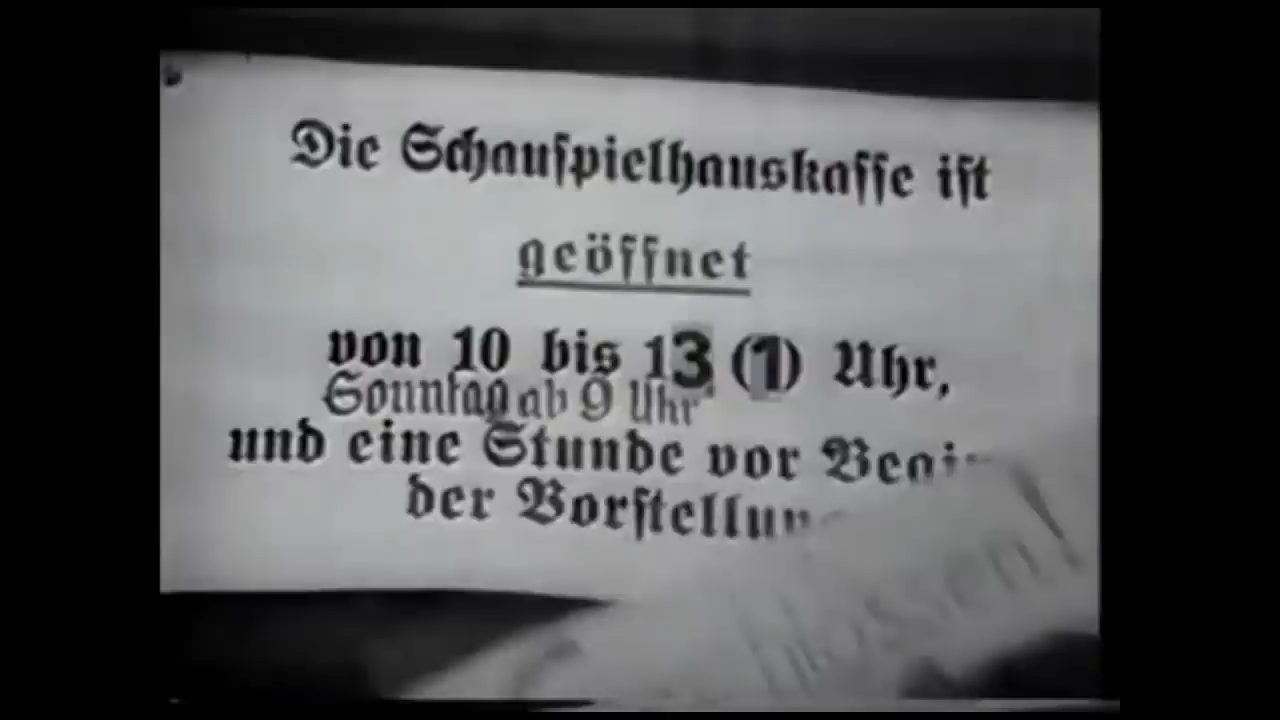 Die Schauſpielhauskaſſe iſt
geöffnet
von 10 bis 13 (1) Uhr,
Sonntag ab 9 Uhr
und eine Stunde vor
der Vorſtellung